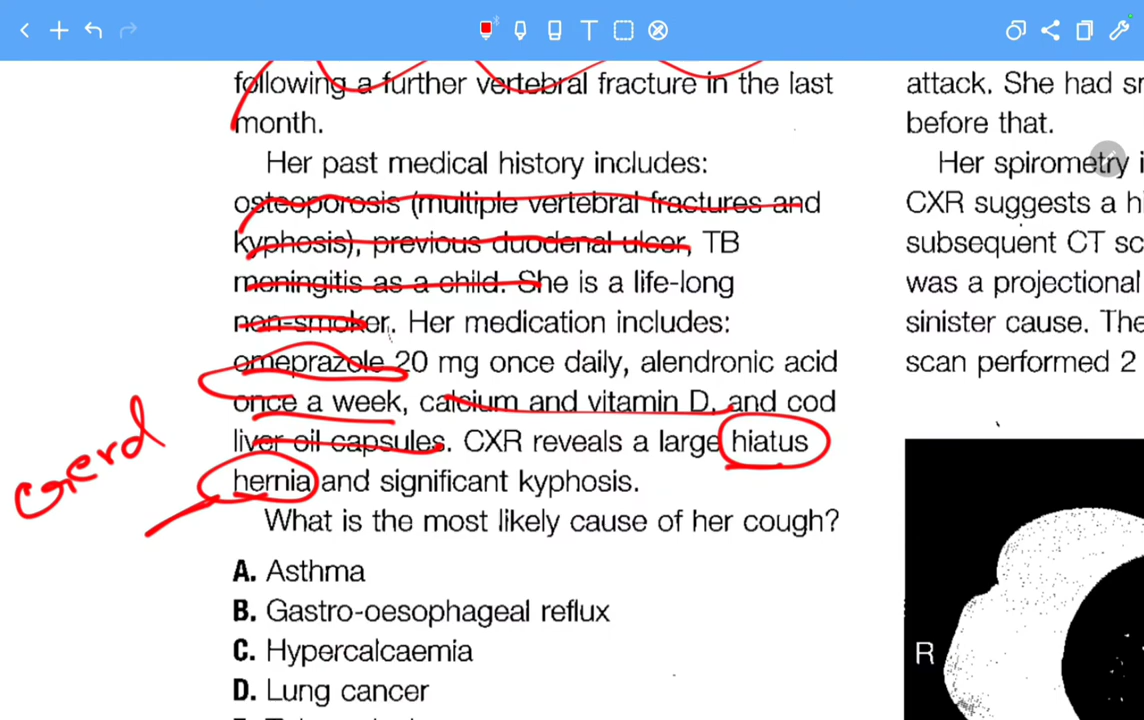 following a further vertebral fracture in the last
month.
Her past medical history includes:
osteoporosis (multiple vertebral fractures and
kyphosis), previous duodenal ulcer, TB
meningitis as a child. She is a life-long
non-smoker. Her medication includes:
omeprazole 20 mg once daily, alendronic acid
once a week, calcium and vitamin D, and cod
liver oil capsules. CXR reveals a large hiatus
hernia and significant kyphosis.
What is the most likely cause of her cough?
A. Asthma
B. Gastro-oesophageal reflux
C. Hypercalcaemia
D. Lung cancer
Gerd
attack. She had
before that.
Her spirometry
CXR suggests a
subsequent CT
was a projectional
sinister cause.
scan performed 2
R
T